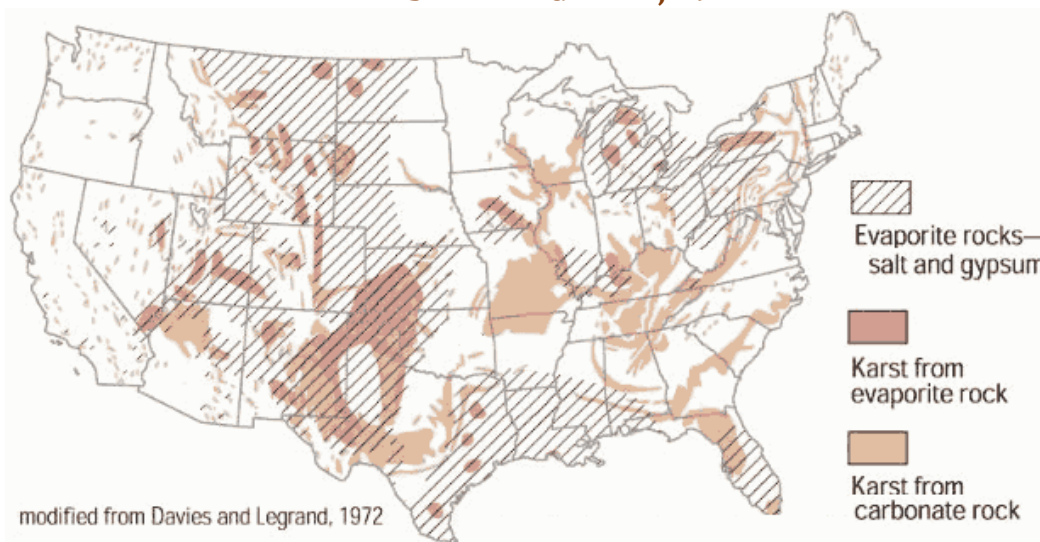 Evaporite rocks—
salt and gypsum
Karst from
evaporite rock
Karst from
carbonate rock
modified from Davies and Legrand, 1972